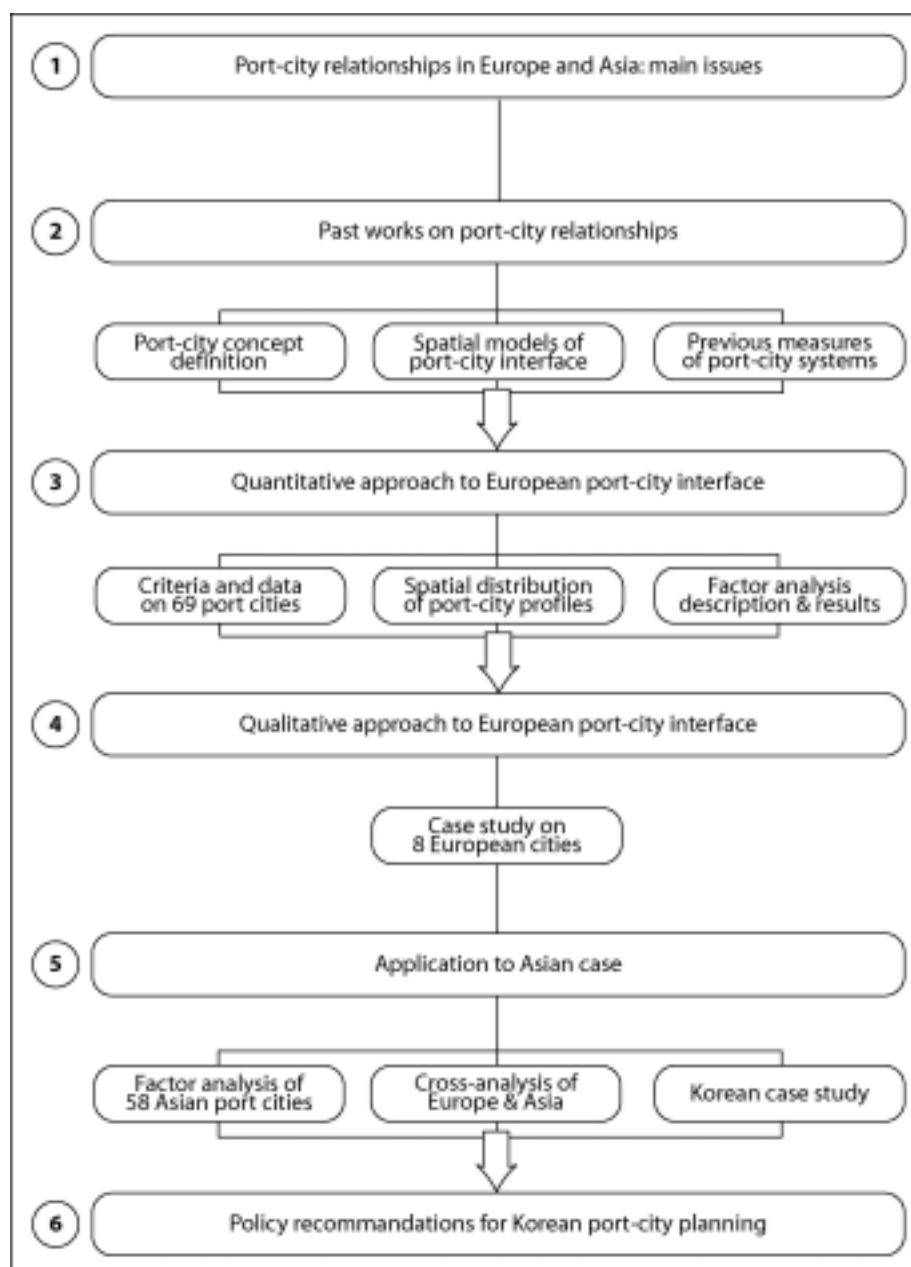 1
Port-city relationships in Europe and Asia: main issues
2
Past works on port-city relationships
Port-city concept
definition
Spatial models of
port-city interface
Previous measures
of port-city systems
3
Quantitative approach to European port-city interface
Criteria and data
on 69 port cities
Spatial distribution
of port-city profiles
Factor analysis
description & results
4
Qualitative approach to European port-city interface
Case study on
8 European cities
5
Application to Asian case
Factor analysis of
58 Asian port cities
Cross-analysis of
Europe & Asia
Korean case study
6
Policy recommandations for Korean port-city planning